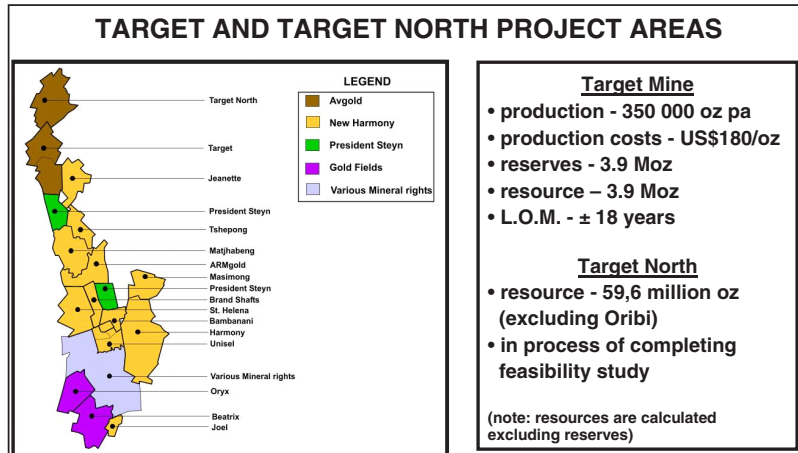 TARGET AND TARGET NORTH PROJECT AREAS
LEGEND
Avgold
New Harmony
President Steyn
Gold Fields
Various Mineral rights
Target North
Target
Jeanette
President Steyn
Tshepong
Matjhabeng
ARMgold
Masimong
President Steyn
Brand Shafts
St. Helena
Bambanani
Harmony
Unisel
Various Mineral rights
Oryx
Beatrix
Joel
Target Mine
• production - 350 000 oz pa
• production costs - US$180/oz
• reserves - 3.9 Moz
• resource – 3.9 Moz
• L.O.M. - ± 18 years
Target North
• resource - 59,6 million oz
(excluding Oribi)
• in process of completing
feasibility study
(note: resources are calculated
excluding reserves)